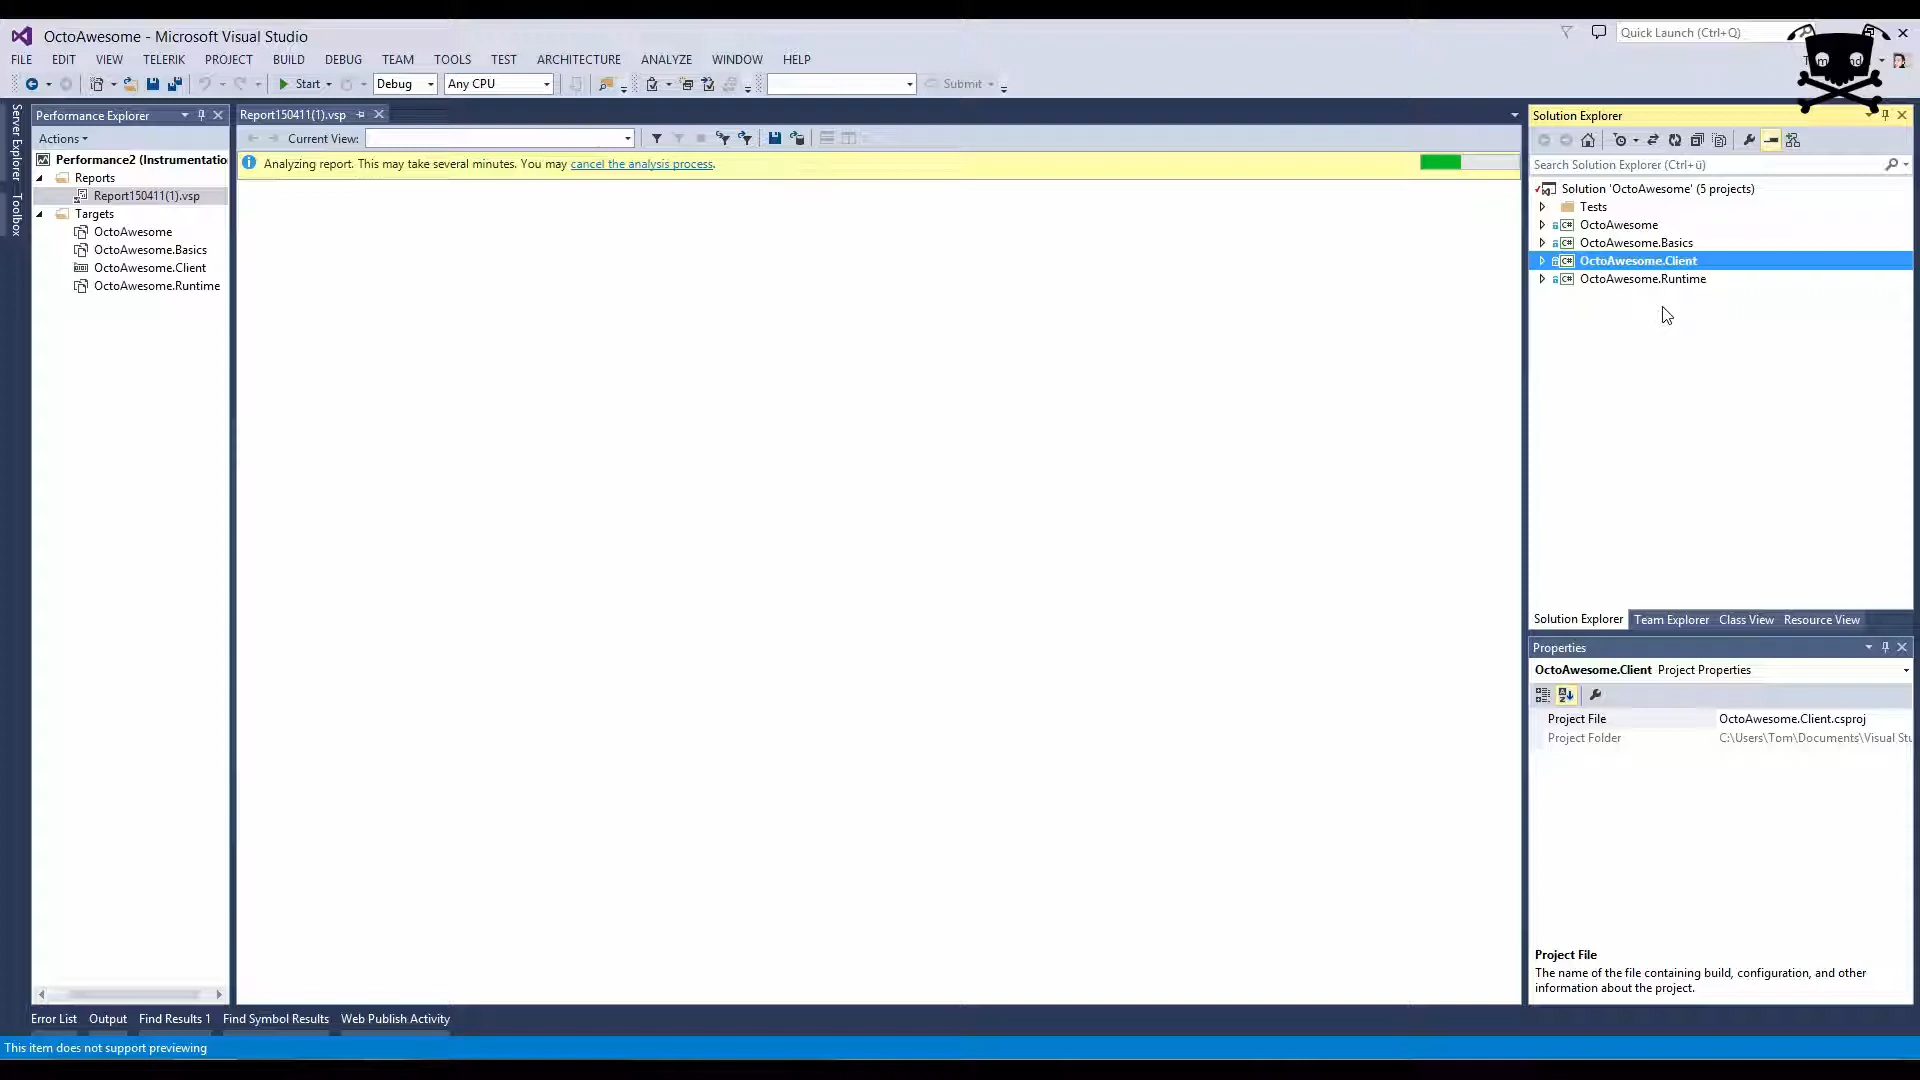 OctoAwesome - Microsoft Visual Studio
Quick Launch (Ctrl+Q)
FILE EDIT VIEW TELERIK PROJECT BUILD DEBUG TEAM TOOLS TEST ARCHITECTURE ANALYZE WINDOW HELP
Start Debug Any CPU Submit
Server Explorer
Toolbox
Performance Explorer
Actions
Performance2 (Instrumentatio
Reports
Report150411(1).vsp
Targets
OctoAwesome
OctoAwesome.Basics
OctoAwesome.Client
OctoAwesome.Runtime
Report150411(1).vsp
Current View:
Analyzing report. This may take several minutes. You may cancel the analysis process.
Solution Explorer
Search Solution Explorer (Ctrl+ü)
Solution 'OctoAwesome' (5 projects)
Tests
OctoAwesome
OctoAwesome.Basics
OctoAwesome.Client
OctoAwesome.Runtime
Solution Explorer Team Explorer Class View Resource View
Properties
OctoAwesome.Client Project Properties
Project File OctoAwesome.Client.csproj
Project Folder C:\Users\Tom\Documents\Visual Stu
Project File
The name of the file containing build, configuration, and other
information about the project.
Error List Output Find Results 1 Find Symbol Results Web Publish Activity
This item does not support previewing